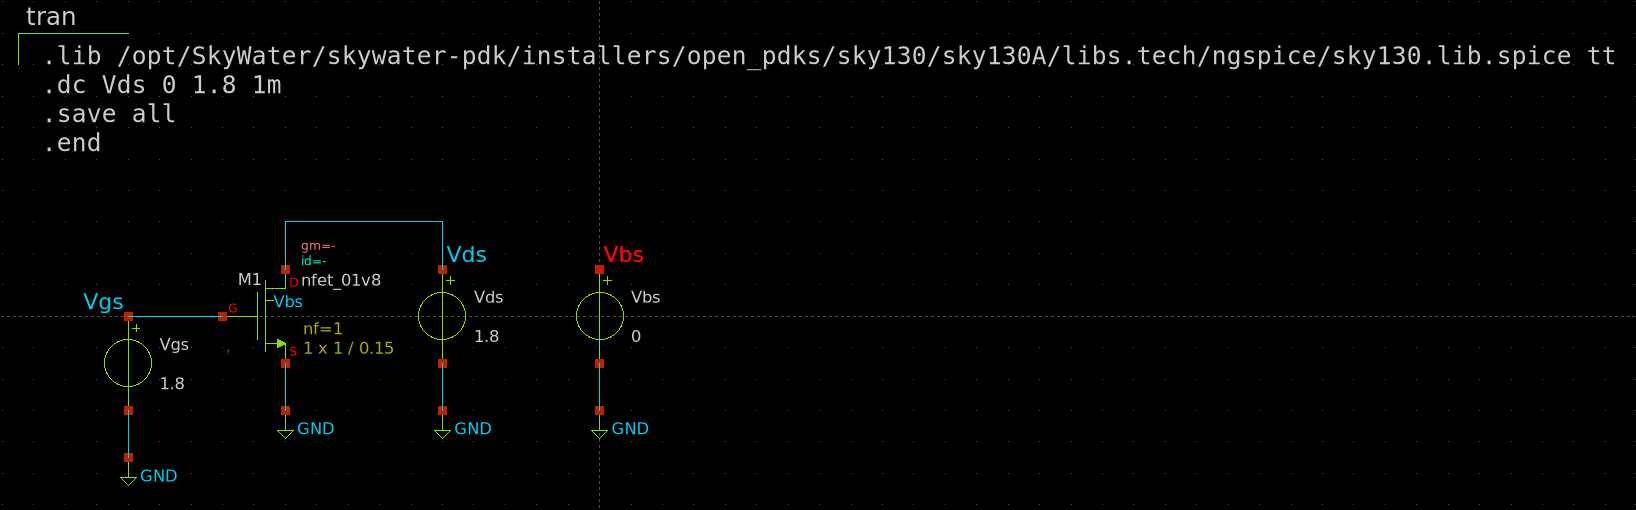 tran
.lib /opt/SkyWater/skywater-pdk/installers/open_pdks/sky130/sky130A/libs.tech/ngspice/sky130.lib.spice tt
.dc Vds 0 1.8 1m
.save all
.end
gm=-
id=-
Vds
Vbs
M1
D
nfet_01v8
+
+
Vgs
G
Vbs
Vds
Vbs
+
nf=1
1.8
0
Vgs
,
S
1 x 1 / 0.15
1.8
GND
GND
GND
GND